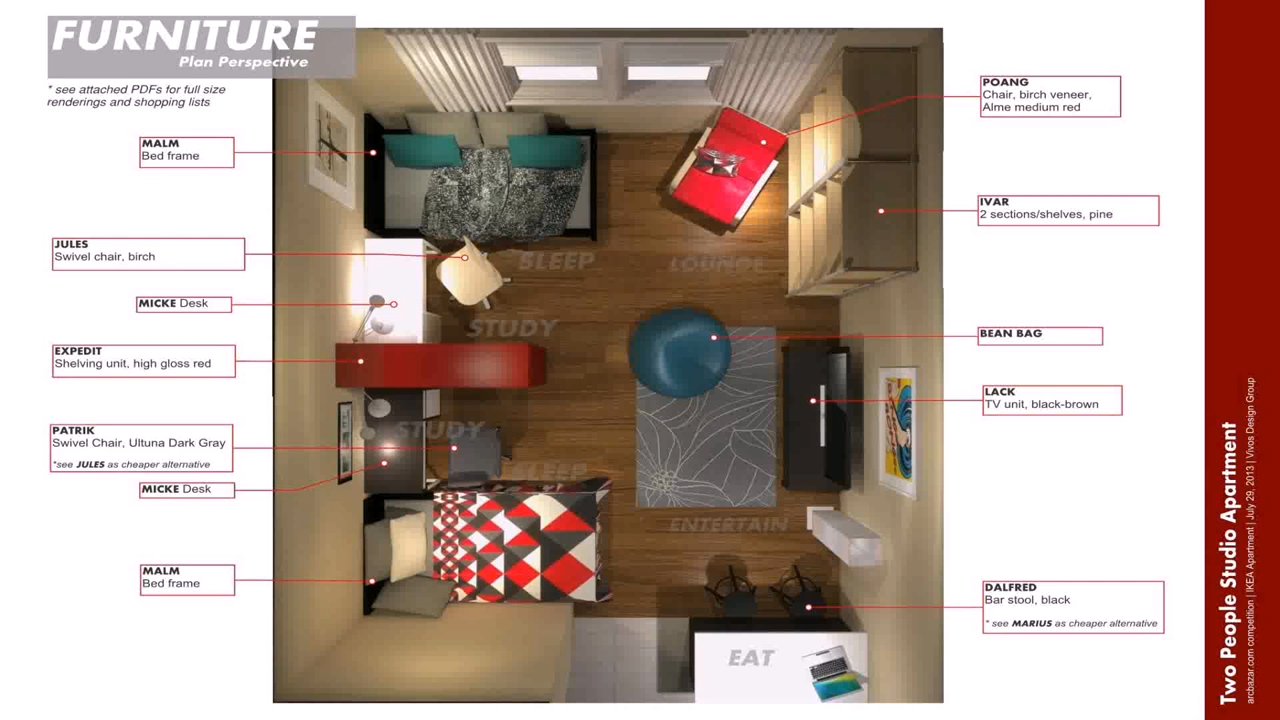 FURNITURE
Plan Perspective
* see attached PDFs for full size
renderings and shopping lists
MALM
Bed frame
JULES
Swivel chair, birch
MICKE Desk
EXPEDIT
Shelving unit, high gloss red
PATRIK
Swivel Chair, Ultuna Dark Gray
*see JULES as cheaper alternative
MICKE Desk
MALM
Bed frame
SLEEP
LOUNGE
STUDY
STUDY
SLEEP
ENTERTAIN
EAT
POANG
Chair, birch veneer,
Alme medium red
IVAR
2 sections/shelves, pine
BEAN BAG
LACK
TV unit, black-brown
DALFRED
Bar stool, black
* see MARIUS as cheaper alternative
Two People Studio Apartment
arcbazar.com competition | IKEA Apartment | July 29, 2013 | Vivos Design Group